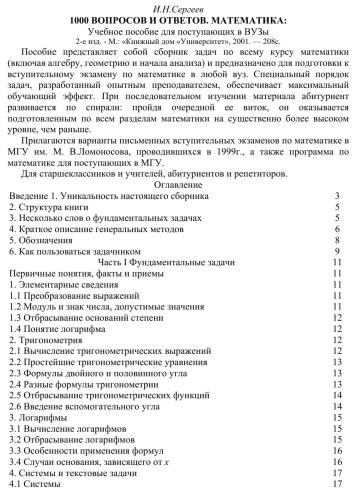 И.Н.Сергеев
1000 ВОПРОСОВ И ОТВЕТОВ. МАТЕМАТИКА:
Учебное пособие для поступающих в ВУЗы
2-е изд. - М.: «Книжный дом «Университет», 2001. — 208с.
Пособие представляет собой сборник задач по всему курсу математики
(включая алгебру, геометрию и начала анализа) и предназначено для подготовки к
вступительному экзамену по математике в любой вуз. Специальный порядок
задач, разработанный опытным преподавателем, обеспечивает максимальный
обучающий эффект. При последовательном изучении материала абитуриент
развивается по спирали: пройдя очередной ее виток, он оказывается
подготовленным по всем разделам математики на существенно более высоком
уровне, чем раньше.
Прилагаются варианты письменных вступительных экзаменов по математике в
МГУ им. М. В.Ломоносова, проводившихся в 1999г., а также программа по
математике для поступающих в МГУ.
Для старшеклассников и учителей, абитуриентов и репетиторов.
Оглавление
Введение 1. Уникальность настоящего сборника 3
2. Структура книги 5
3. Несколько слов о фундаментальных задачах 5
4. Краткое описание генеральных методов 6
5. Обозначения 8
6. Как пользоваться задачником 9
Часть I Фундаментальные задачи 11
Первичные понятия, факты и приемы 11
1. Элементарные сведения 11
1.1 Преобразование выражений 11
1.2 Модуль и знак числа, допустимые значения 11
1.3 Отбрасывание оснований степени 12
1.4 Понятие логарифма 12
2. Тригонометрия 12
2.1 Вычисление тригонометрических выражений 12
2.2 Простейшие тригонометрические уравнения 13
2.3 Формулы двойного и половинного угла 13
2.4 Разные формулы тригонометрии 13
2.5 Отбрасывание тригонометрических функций 14
2.6 Введение вспомогательного угла 14
3. Логарифмы 15
3.1 Вычисление логарифмов 15
3.2 Отбрасывание логарифмов 15
3.3 Особенности применения формул 16
3.4 Случаи основания, зависящего от x 16
4. Системы и текстовые задачи 17
4.1 Системы 17